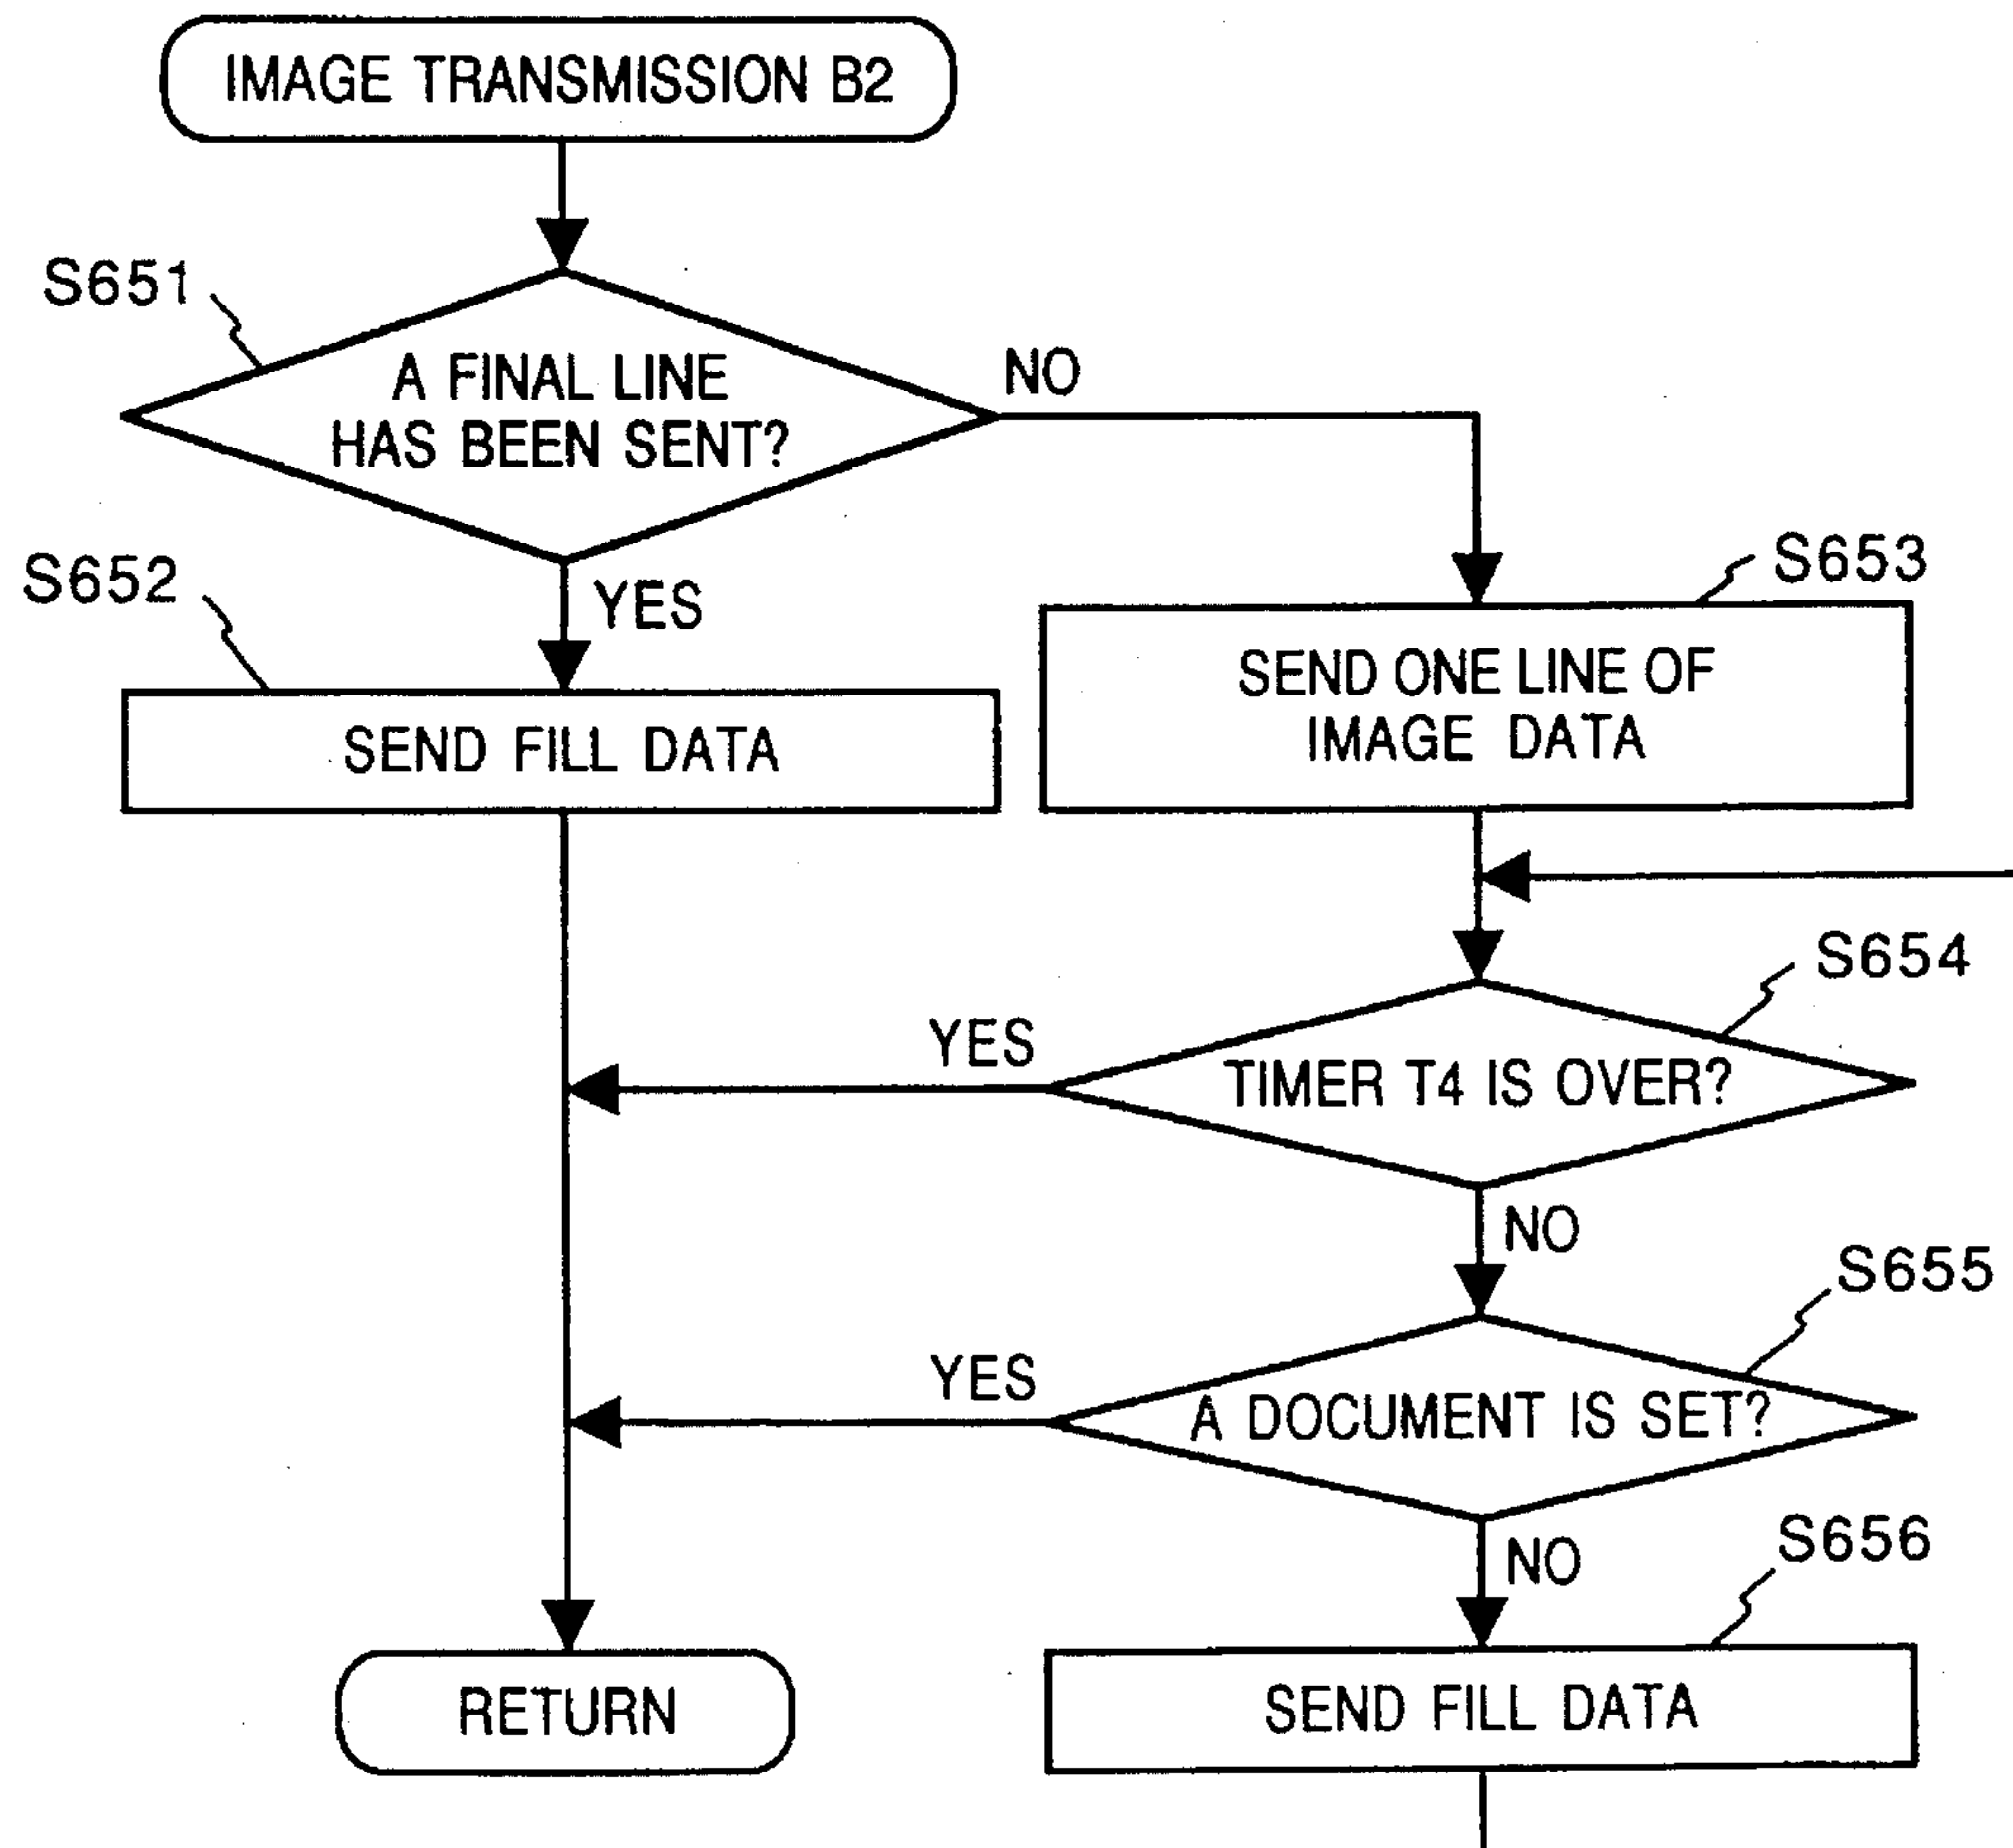 IMAGE TRANSMISSION B2
S651
A FINAL LINE
HAS BEEN SENT?
NO
S652
YES
S653
SEND FILL DATA
SEND ONE LINE OF
IMAGE DATA
S654
YES
TIMER T4 IS OVER?
NO
S655
YES
A DOCUMENT IS SET?
NO
S656
RETURN
SEND FILL DATA